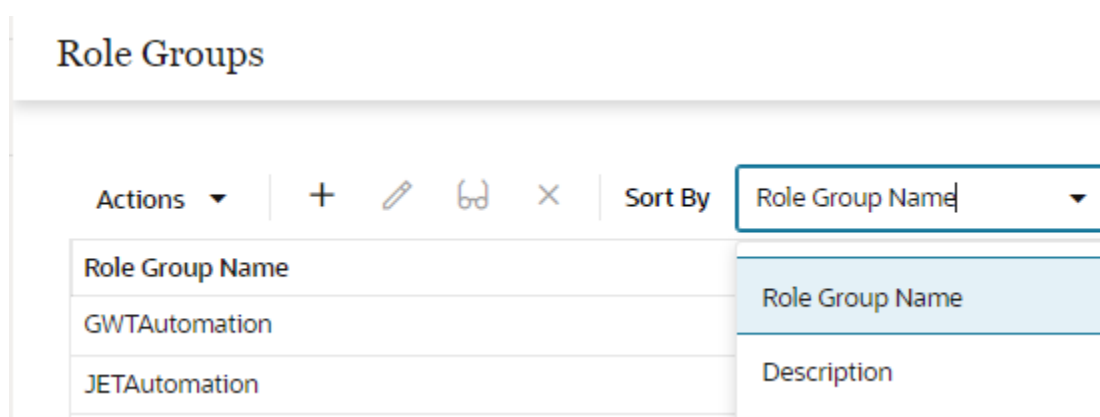 Role Groups
Actions Sort By Role Group Name
Role Group Name
Role Group Name
GWTAutomation
Description
JETAutomation